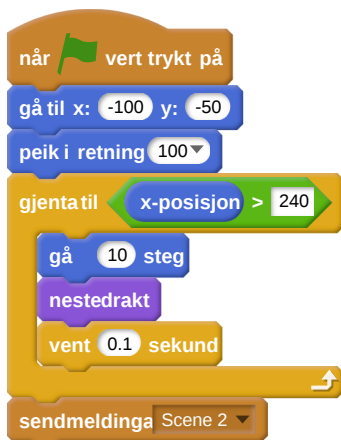 når vert trykt på
gå til x: -100 y: -50
peik i retning 100
gjenta til x-posisjon > 240
gå 10 steg
nestedrakt
vent 0.1 sekund
sendmeldinga Scene 2